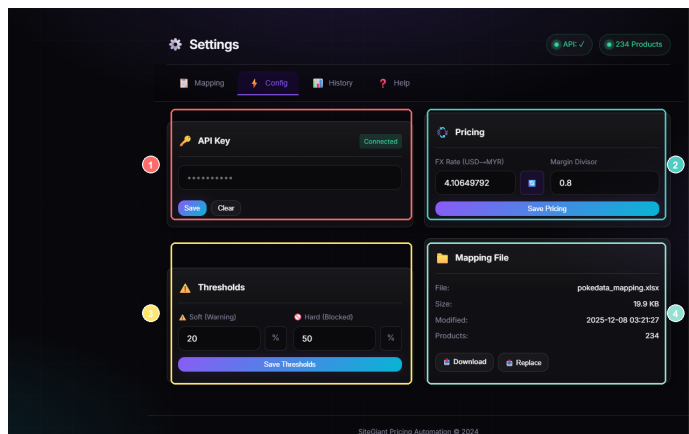 Settings
API: ✓
234 Products
Mapping
Config
History
Help
1
API Key
Connected
••••••••••
Save
Clear
2
Pricing
FX Rate (USD→MYR)
Margin Divisor
4.10649792
0.8
Save Pricing
3
Thresholds
Soft (Warning)
Hard (Blocked)
20
%
50
%
Save Thresholds
4
Mapping File
File:
pokedata_mapping.xlsx
Size:
19.9 KB
Modified:
2025-12-08 03:21:27
Products:
234
Download
Replace
SiteGiant Pricing Automation © 2024